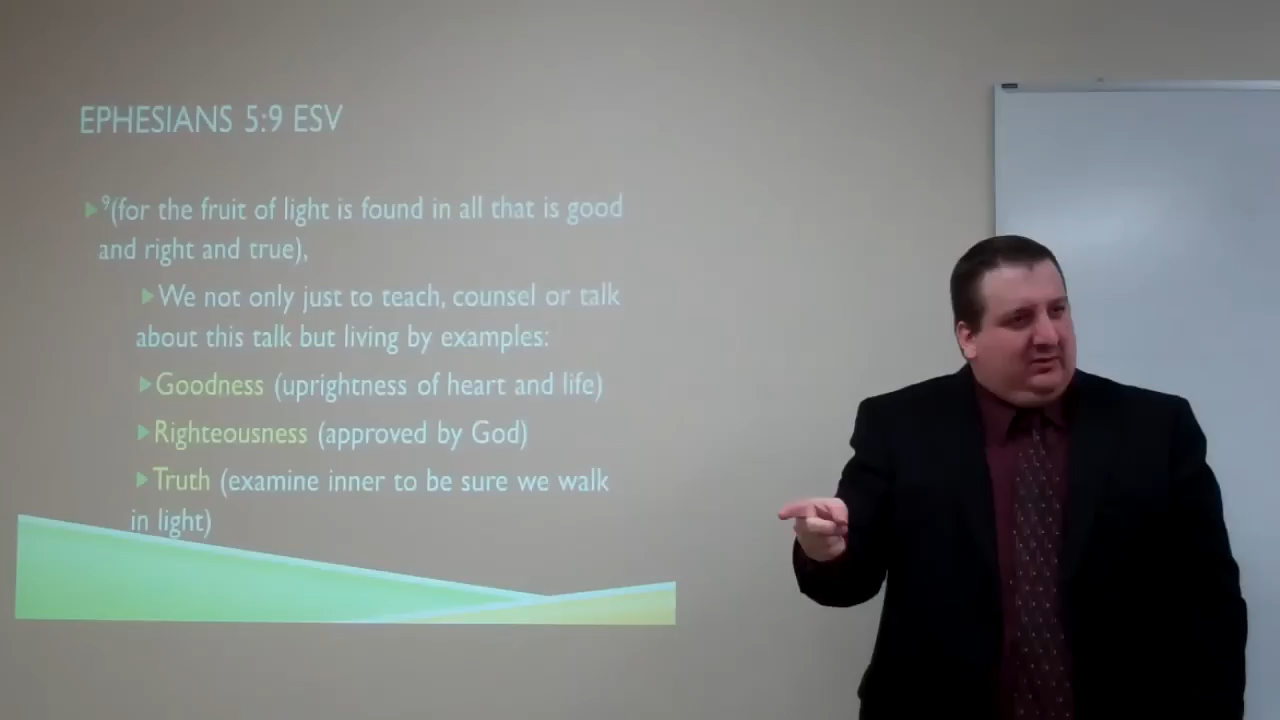 EPHESIANS 5:9 ESV
9(for the fruit of light is found in all that is good
and right and true),
We not only just to teach, counsel or talk
about this talk but living by examples:
Goodness (uprightness of heart and life)
Righteousness (approved by God)
Truth (examine inner to be sure we walk
in light)